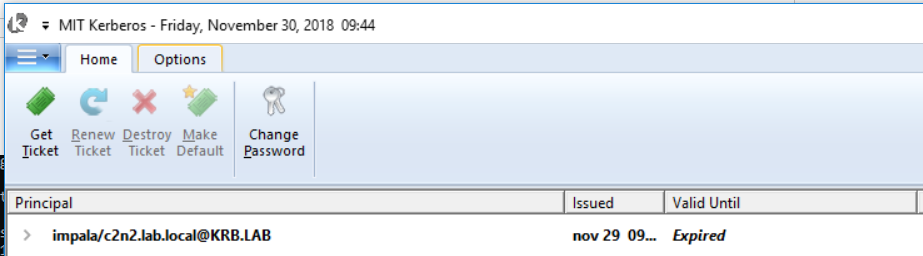 MIT Kerberos - Friday, November 30, 2018 09:44
Home Options
Get Ticket
Renew Ticket
Destroy Ticket
Make Default
Change Password
Principal Issued Valid Until
impala/c2n2.lab.local@KRB.LAB nov 29 09... Expired